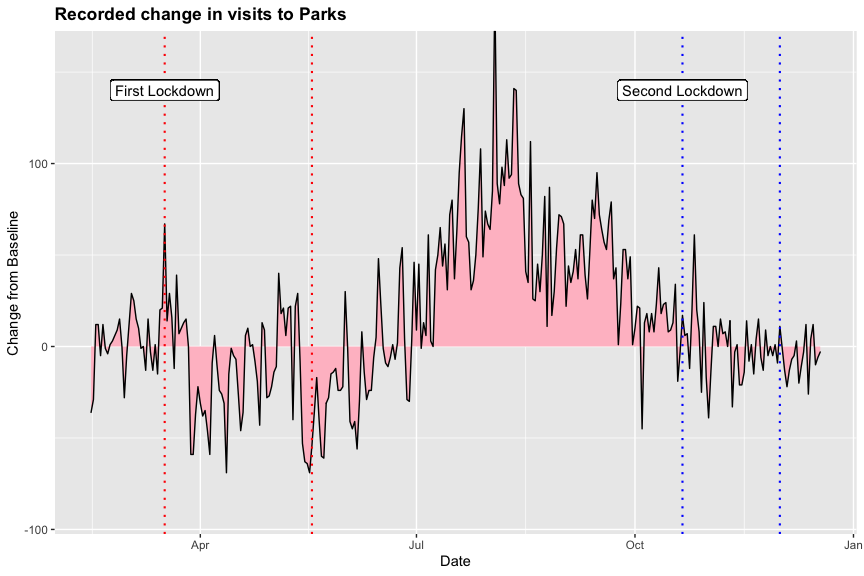 Recorded change in visits to Parks
First Lockdown
Second Lockdown
100
0
-100
Change from Baseline
Apr
Jul
Oct
Jan
Date